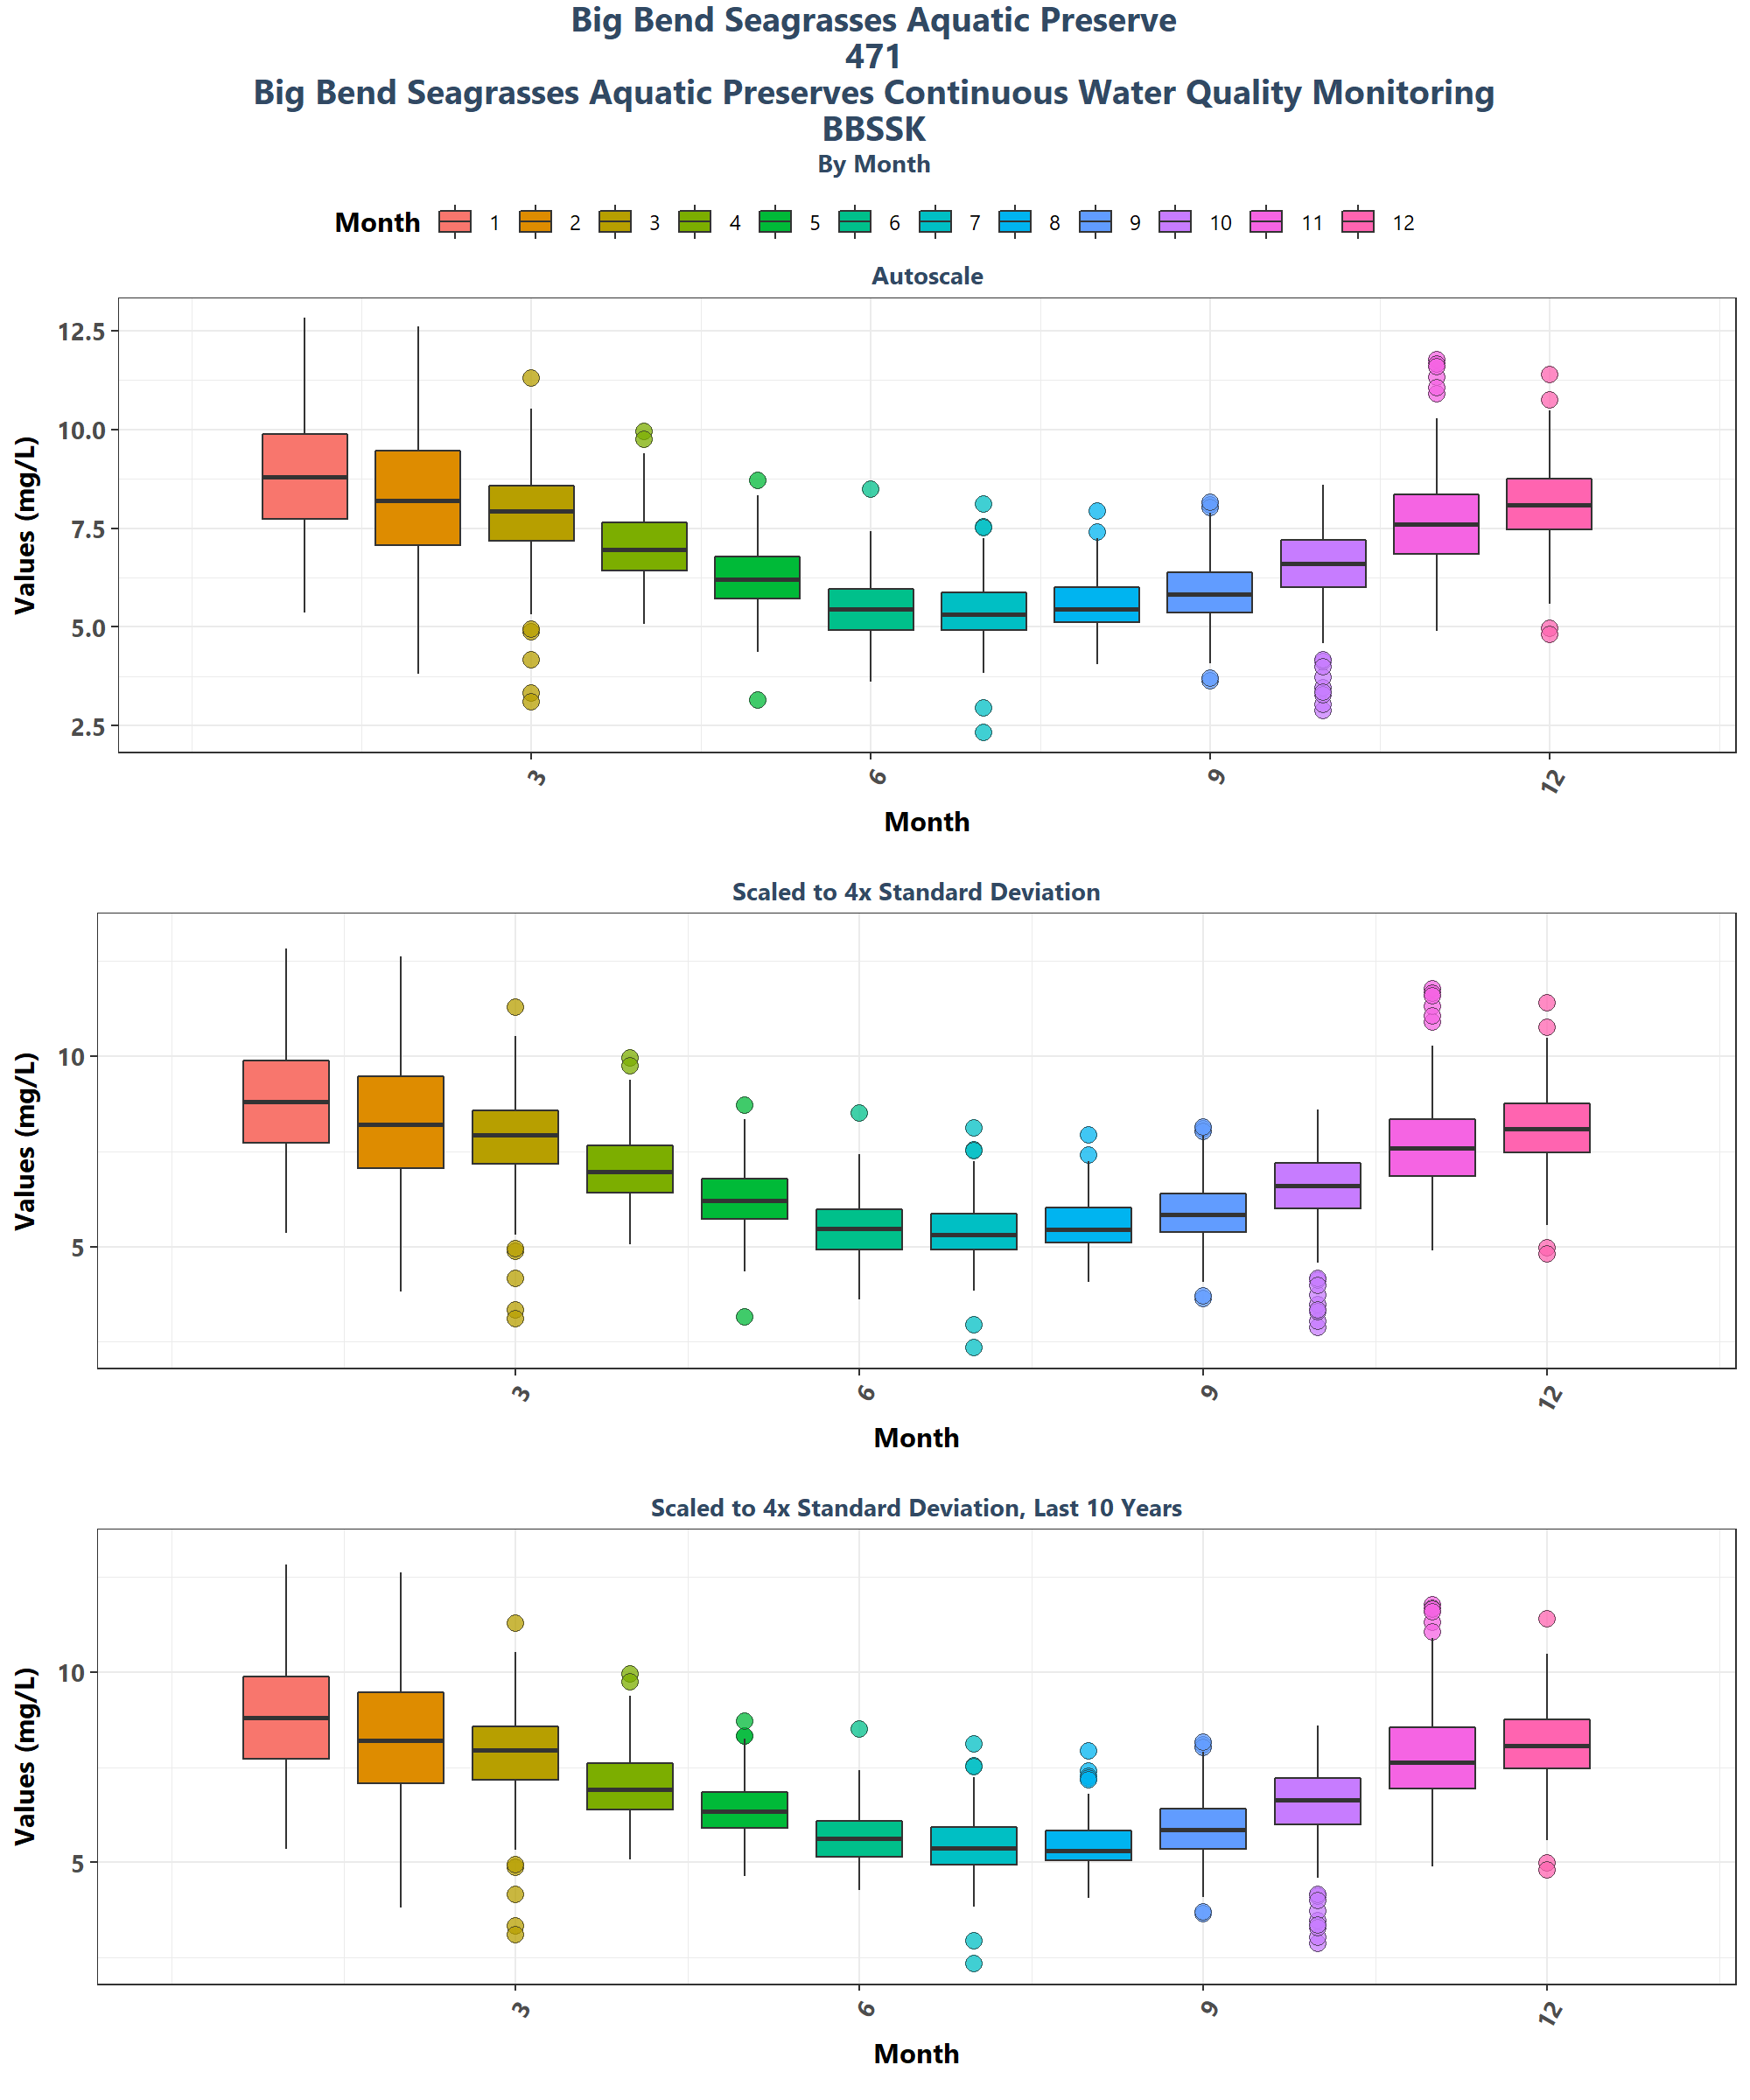 Big Bend Seagrasses Aquatic Preserve
471
Big Bend Seagrasses Aquatic Preserves Continuous Water Quality Monitoring
BBSSK
By Month
Month 1 2 3 4 5 6 7 8 9 10 11 12
Autoscale
Values (mg/L)
12.5
10.0
7.5
5.0
2.5
3 6 9 12
Month
Scaled to 4x Standard Deviation
Values (mg/L)
10
5
3 6 9 12
Month
Scaled to 4x Standard Deviation, Last 10 Years
Values (mg/L)
10
5
3 6 9 12
Month